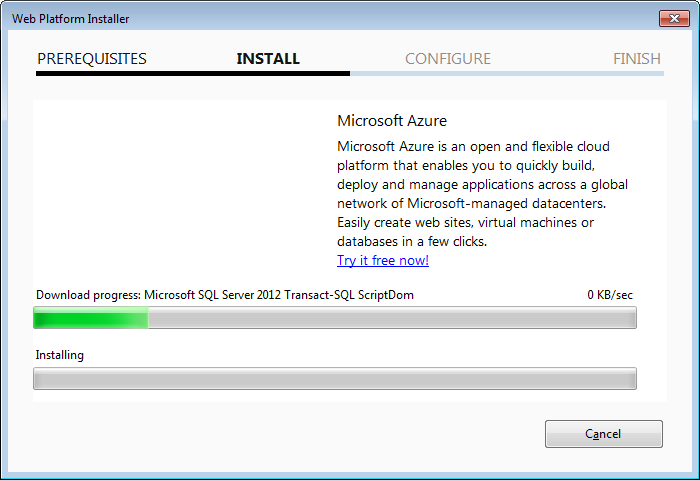 Web Platform Installer
PREREQUISITES INSTALL CONFIGURE FINISH
Microsoft Azure
Microsoft Azure is an open and flexible cloud
platform that enables you to quickly build,
deploy and manage applications across a global
network of Microsoft-managed datacenters.
Easily create web sites, virtual machines or
databases in a few clicks.
Try it free now!
Download progress: Microsoft SQL Server 2012 Transact-SQL ScriptDom 0 KB/sec
Installing
Cancel